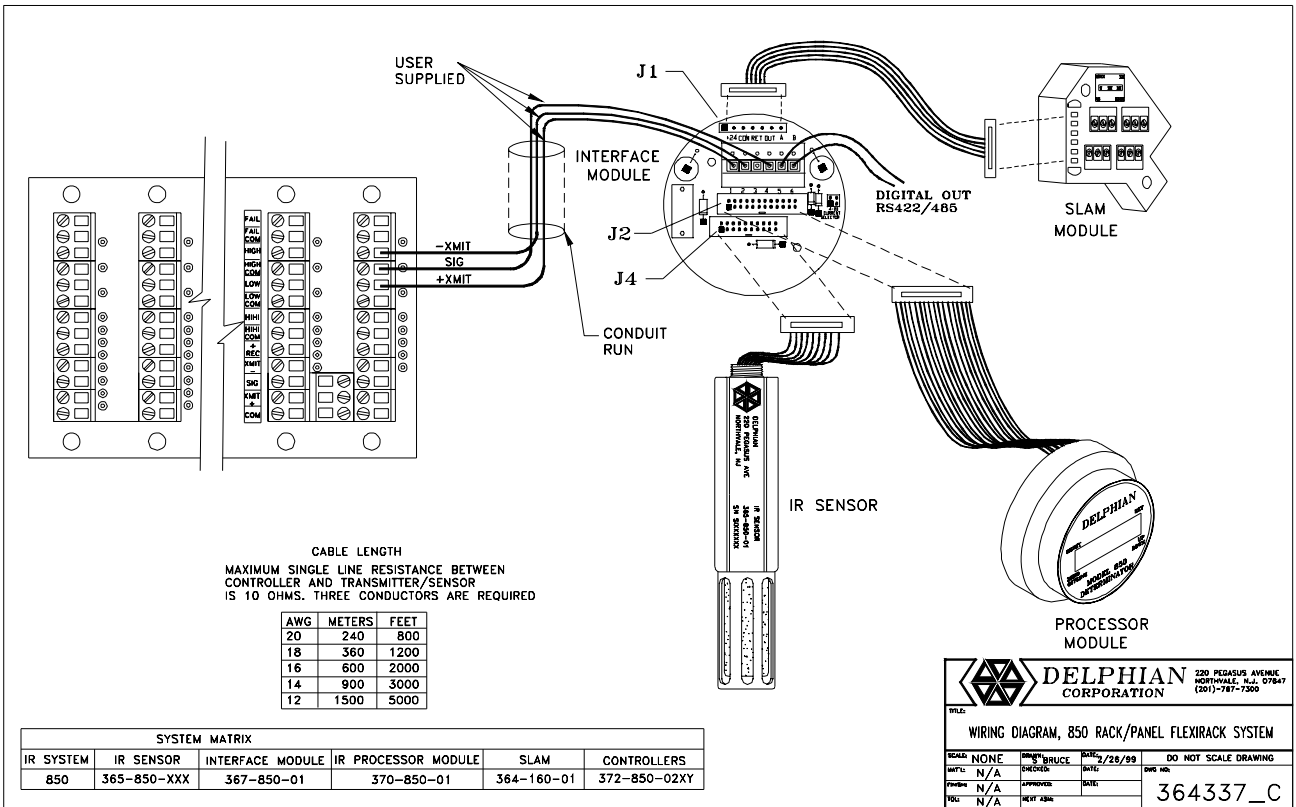 USER
SUPPLIED
J1
+24 COM RET OUT A B
INTERFACE
MODULE
1 2 3 4 5 6
J2
J4
DIGITAL OUT
RS422/485
SLAM
MODULE
FAIL
FAIL
COM
HIGH
HIGH
COM
LOW
LOW
COM
HIHI
HIHI
COM
+
REC
XMIT
-
SIG
XMIT
+
COM
-XMIT
SIG
+XMIT
CONDUIT
RUN
DELPHIAN
220 PEGASUS AVE
NORTHVALE, NJ
IR SENSOR
365-850-01
SN SXXXXXX
IR SENSOR
DELPHIAN
MODEL 850
DETERMINATOR
PROCESSOR
MODULE
CABLE LENGTH
MAXIMUM SINGLE LINE RESISTANCE BETWEEN
CONTROLLER AND TRANSMITTER/SENSOR
IS 10 OHMS. THREE CONDUCTORS ARE REQUIRED
AWG METERS FEET
20 240 800
18 360 1200
16 600 2000
14 900 3000
12 1500 5000
SYSTEM MATRIX
IR SYSTEM IR SENSOR INTERFACE MODULE IR PROCESSOR MODULE SLAM CONTROLLERS
850 365-850-XXX 367-850-01 370-850-01 364-160-01 372-850-02XY
DELPHIAN
CORPORATION
220 PEGASUS AVENUE
NORTHVALE, N.J. 07647
(201)-767-7300
TITLE:
WIRING DIAGRAM, 850 RACK/PANEL FLEXIRACK SYSTEM
SCALE: NONE DRAWN: S BRUCE DATE: 2/26/99 DO NOT SCALE DRAWING
MAT'L: N/A CHECKED: DATE: DWG NO:
FINISH: N/A APPROVED: DATE: 364337_C
TOL: N/A NEXT ASM: